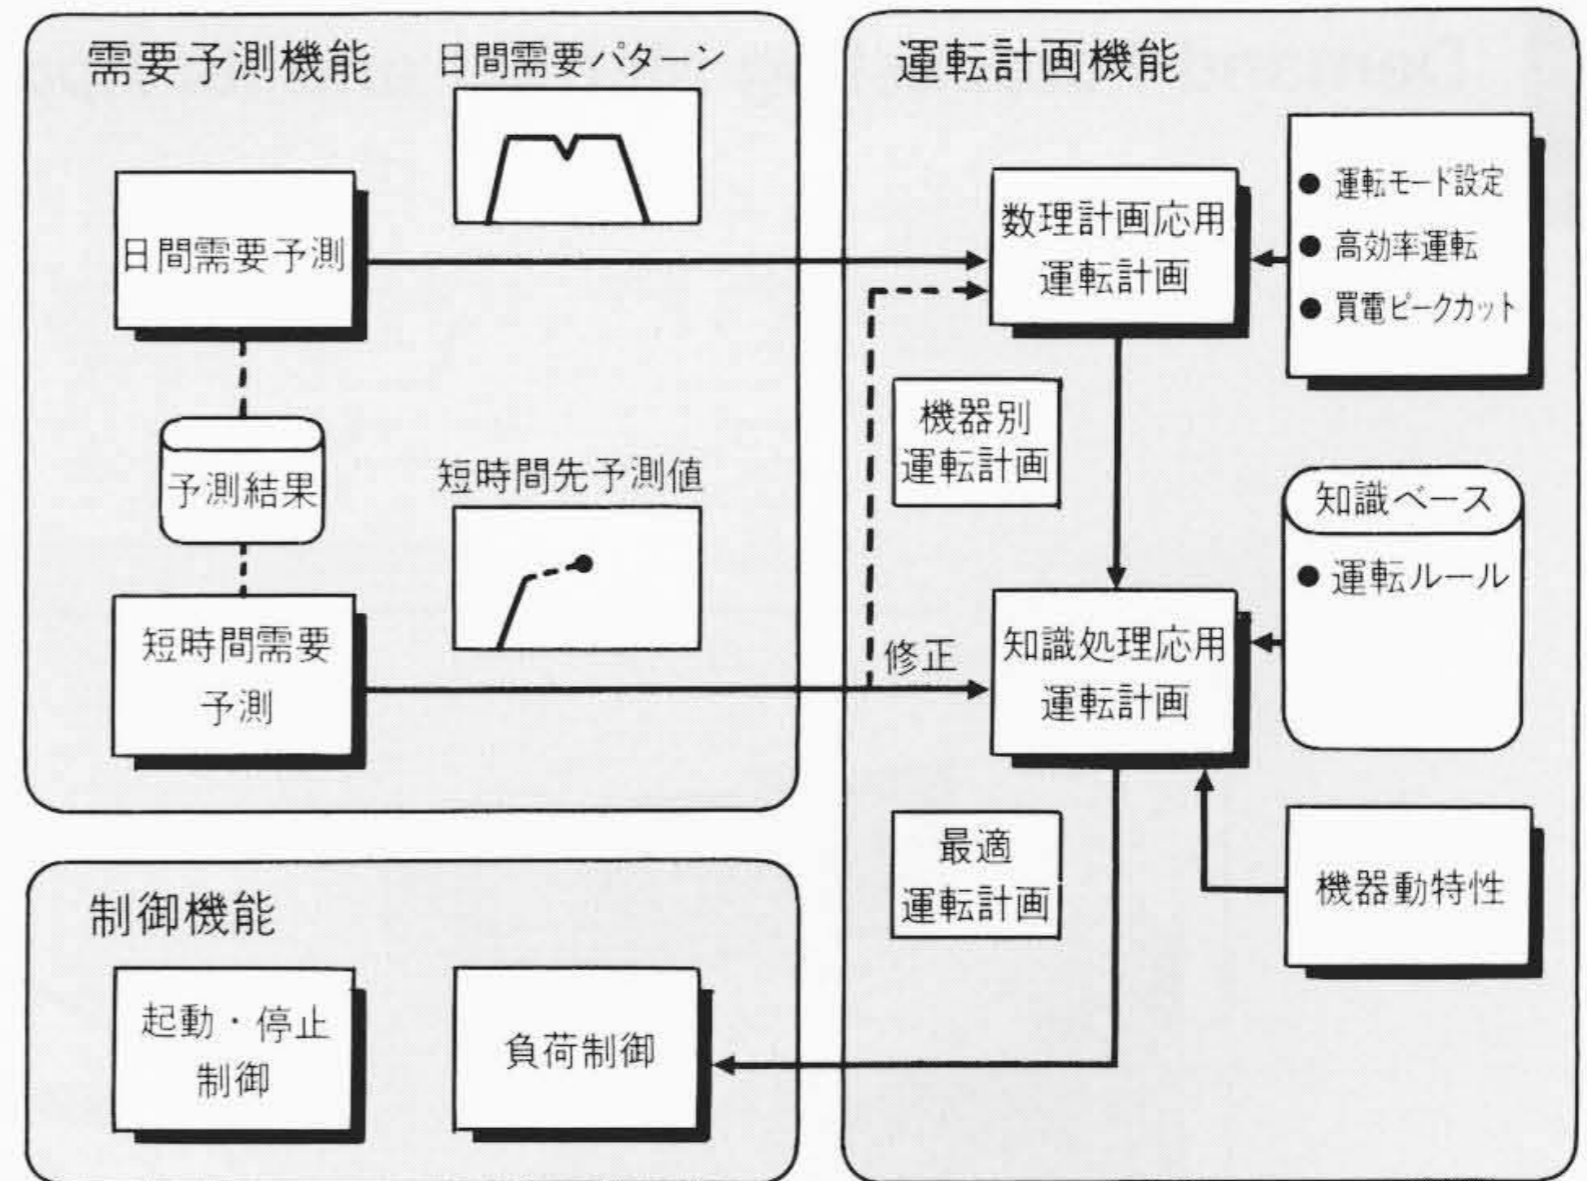 需要予測機能
日間需要パターン
日間需要予測
予測結果
短時間先予測値
短時間需要
予測
運転計画機能
数理計画応用
運転計画
● 運転モード設定
● 高効率運転
● 買電ピークカット
機器別
運転計画
知識ベース
● 運転ルール
修正
知識処理応用
運転計画
最適
運転計画
機器動特性
制御機能
起動・停止
制御
負荷制御